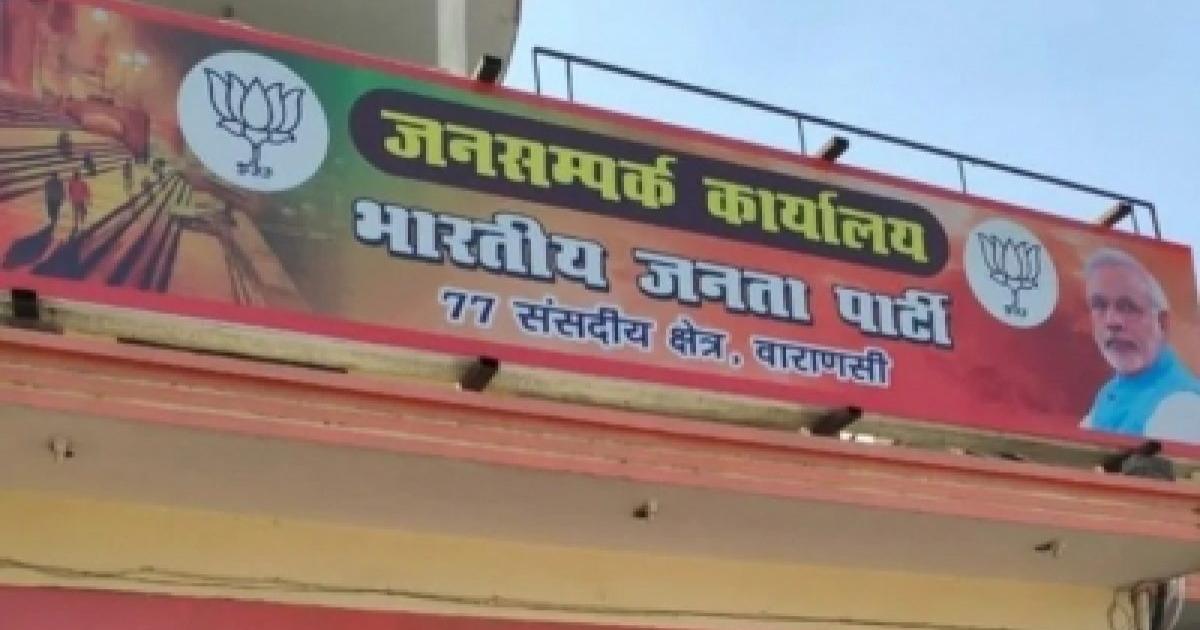 जनसम्पर्क कार्यालय
भारतीय जनता पार्टी
77 संसदीय क्षेत्र, वाराणसी